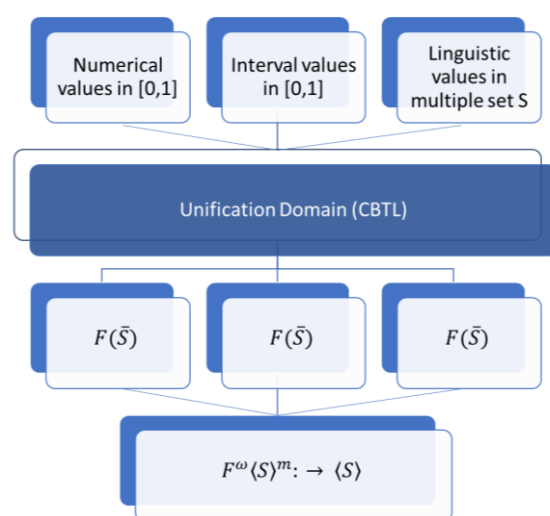 Numerical
values in [0,1]
Interval values
in [0,1]
Linguistic
values in
multiple set S
Unification Domain (CBTL)
F(S̄)
F(S̄)
F(S̄)
F^ω⟨S⟩^m: → ⟨S⟩